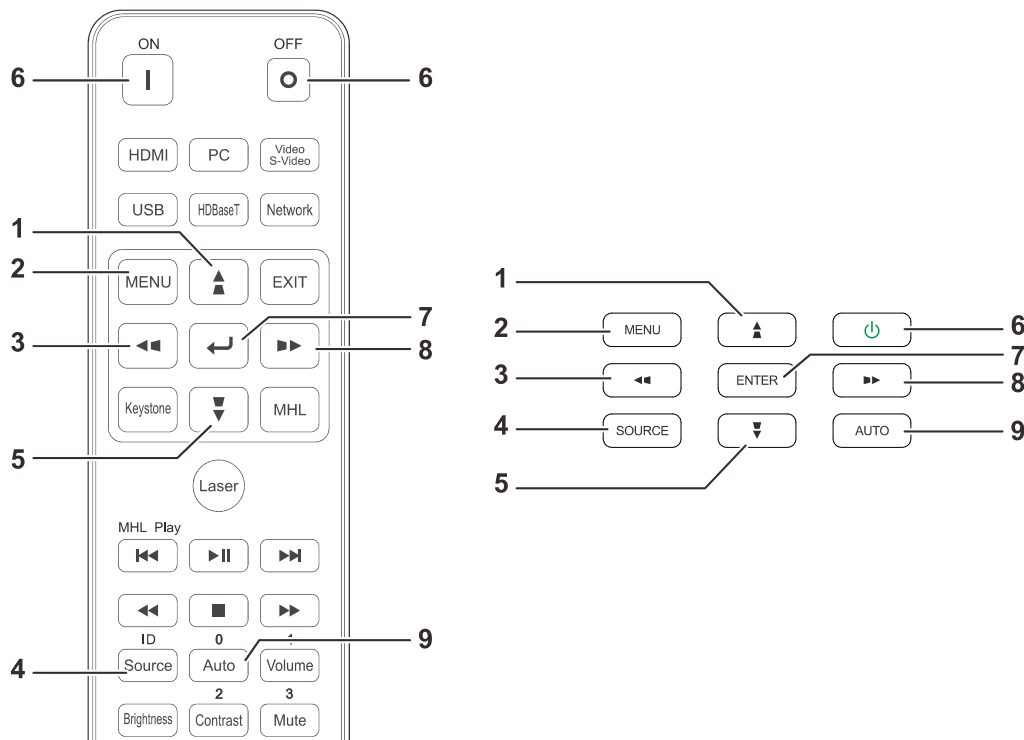 ON OFF
6 6
HDMI PC Video
S-Video
USB HDBaseT Network
1
2 MENU EXIT
3 7
8
Keystone MHL
5
Laser
MHL Play
ID 0
4 Source Auto Volume 9
2 3
Brightness Contrast Mute
1
2 MENU 6
7
3 ENTER 8
4 SOURCE AUTO 9
5